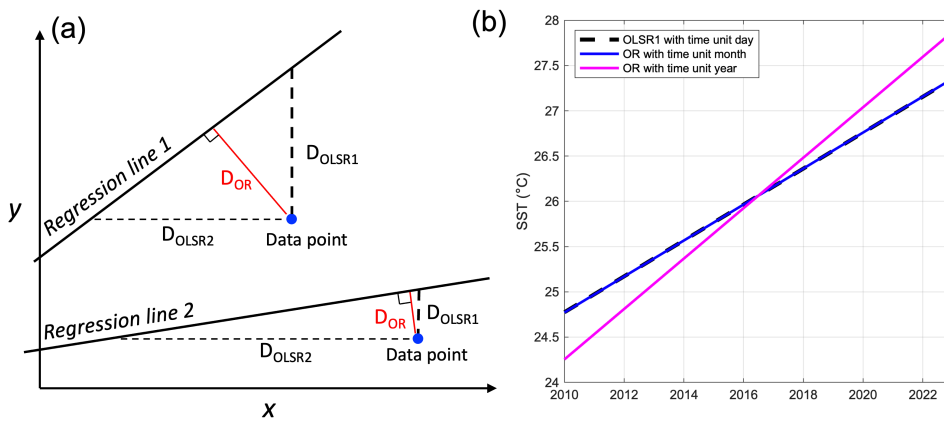 (a)
y
Regression line 1
D_OR
D_OLSR1
D_OLSR2
Data point
Regression line 2
D_OR
D_OLSR1
D_OLSR2
Data point
x
(b)
OLSR1 with time unit day
OR with time unit month
OR with time unit year
SST (°C)
28
27.5
27
26.5
26
25.5
25
24.5
24
2010
2012
2014
2016
2018
2020
2022